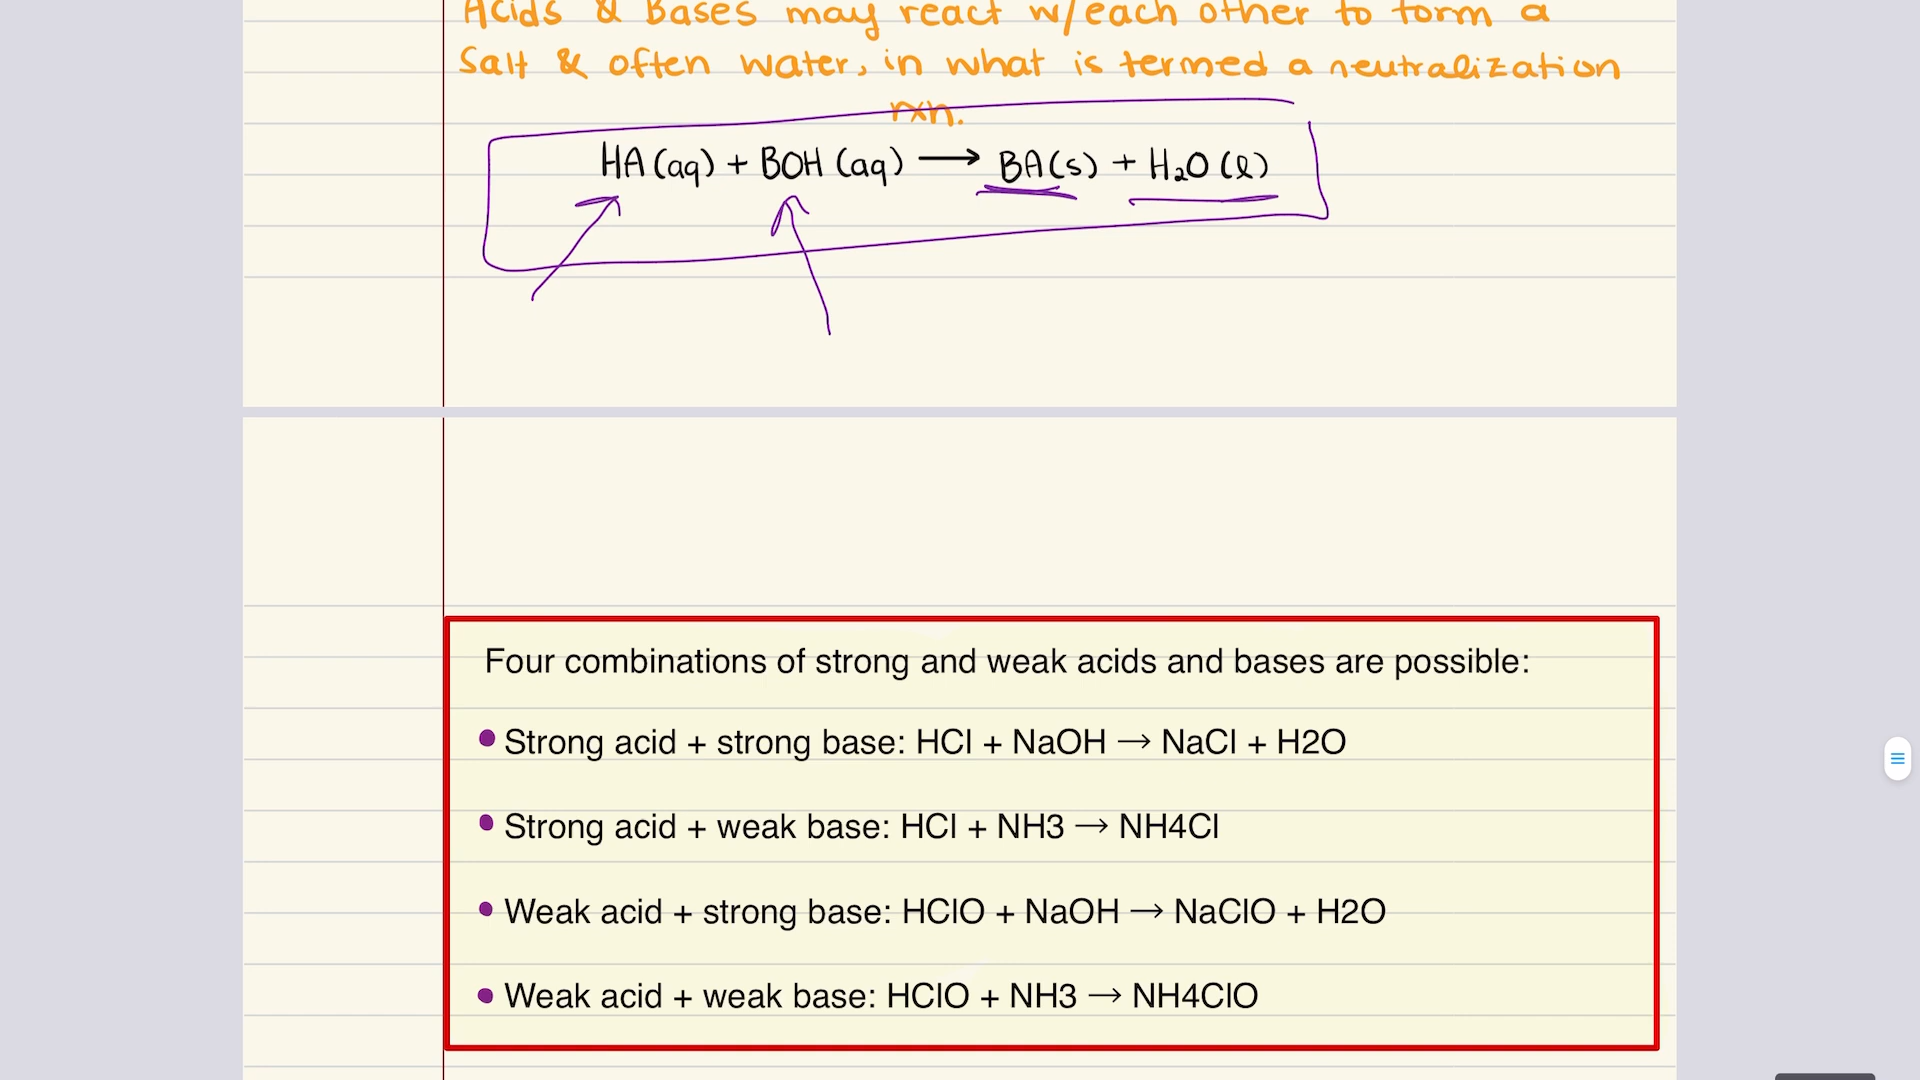 Acids & Bases may react w/each other to form a
Salt & often water, in what is termed a neutralization
rxn.
HA (aq) + BOH (aq) ⟶ BA(s) + H₂O (l)
Four combinations of strong and weak acids and bases are possible:
• Strong acid + strong base: HCl + NaOH → NaCl + H2O
• Strong acid + weak base: HCl + NH3 → NH4Cl
• Weak acid + strong base: HClO + NaOH → NaClO + H2O
• Weak acid + weak base: HClO + NH3 → NH4ClO